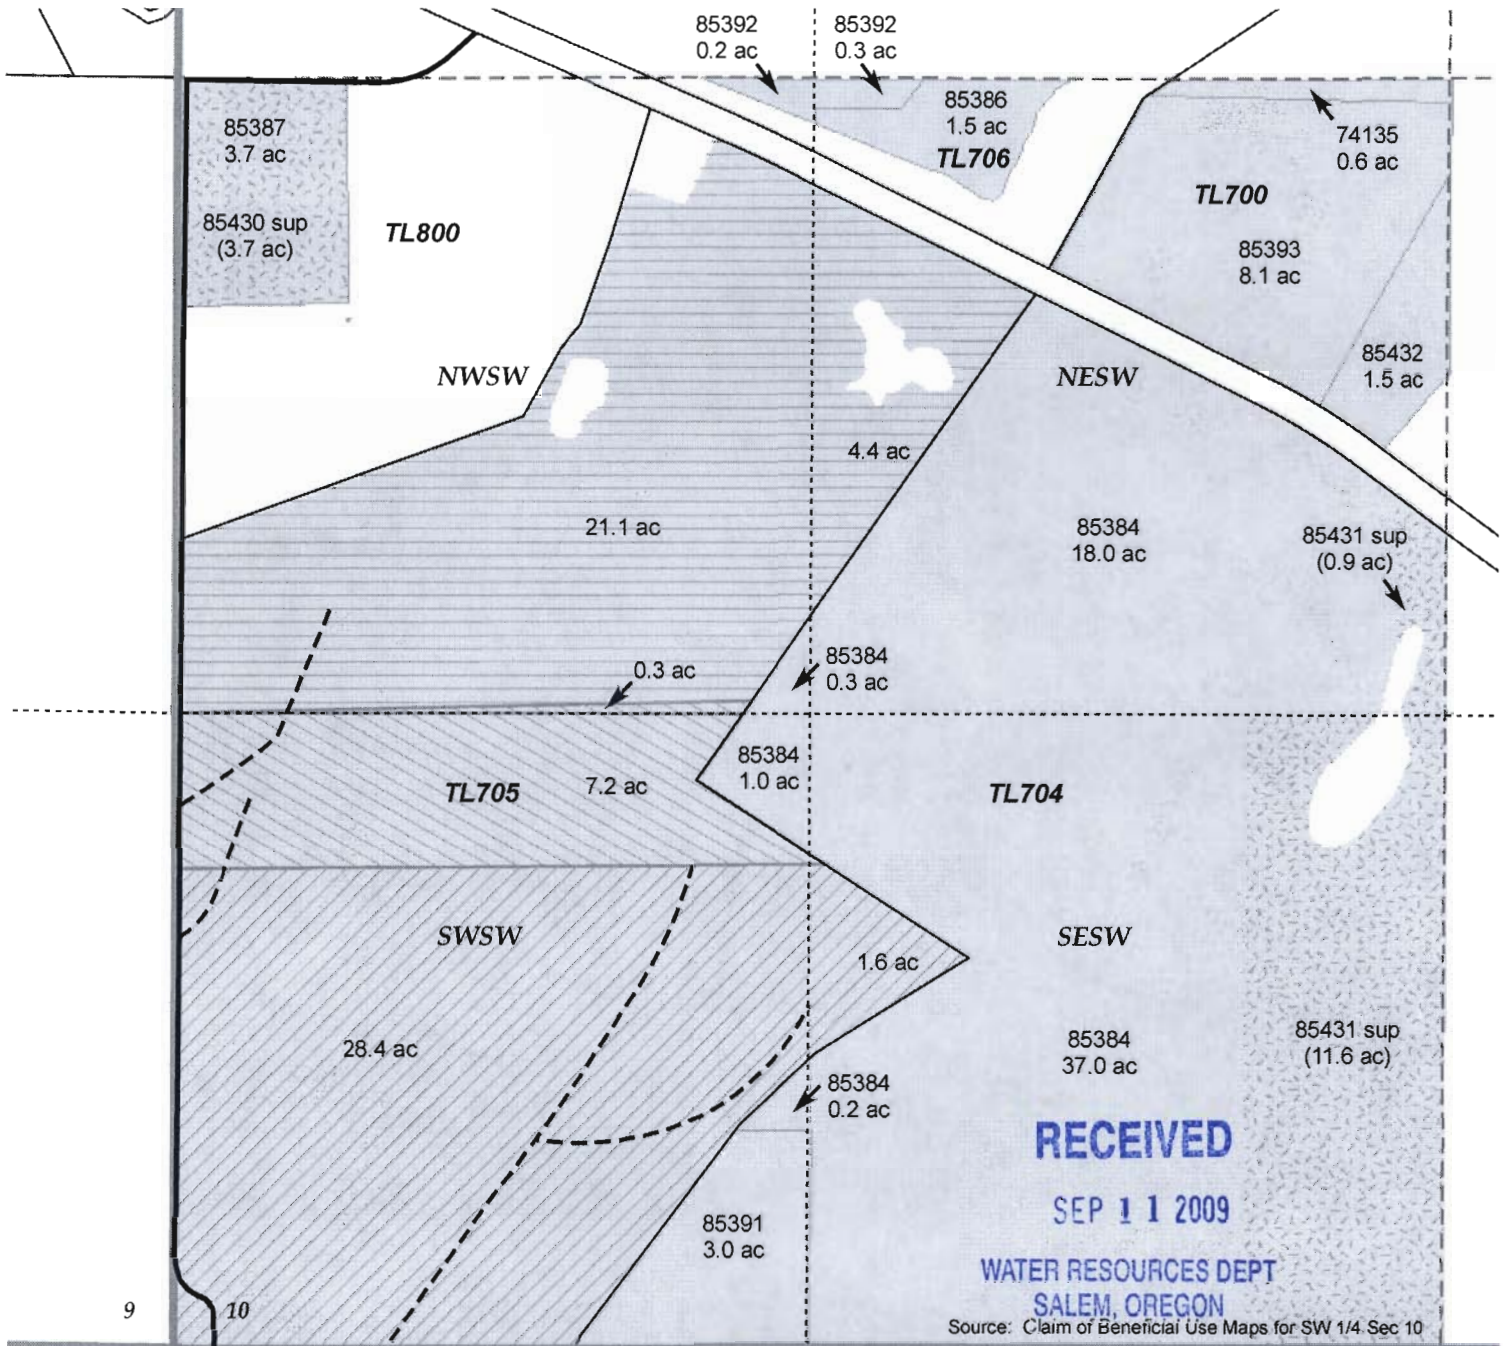 85392
0.2 ac
85392
0.3 ac
85387
3.7 ac
85386
1.5 ac
TL706
74135
0.6 ac
TL700
85430 sup
(3.7 ac)
TL800
85393
8.1 ac
NWSW
NESW
85432
1.5 ac
4.4 ac
21.1 ac
85384
18.0 ac
85431 sup
(0.9 ac)
0.3 ac
85384
0.3 ac
85384
1.0 ac
TL705
7.2 ac
TL704
SWSW
SESW
1.6 ac
28.4 ac
85384
37.0 ac
85431 sup
(11.6 ac)
85384
0.2 ac
RECEIVED
SEP 11 2009
85391
3.0 ac
WATER RESOURCES DEPT
SALEM, OREGON
9
10
Source: Claim of Beneficial Use Maps for SW 1/4 Sec 10